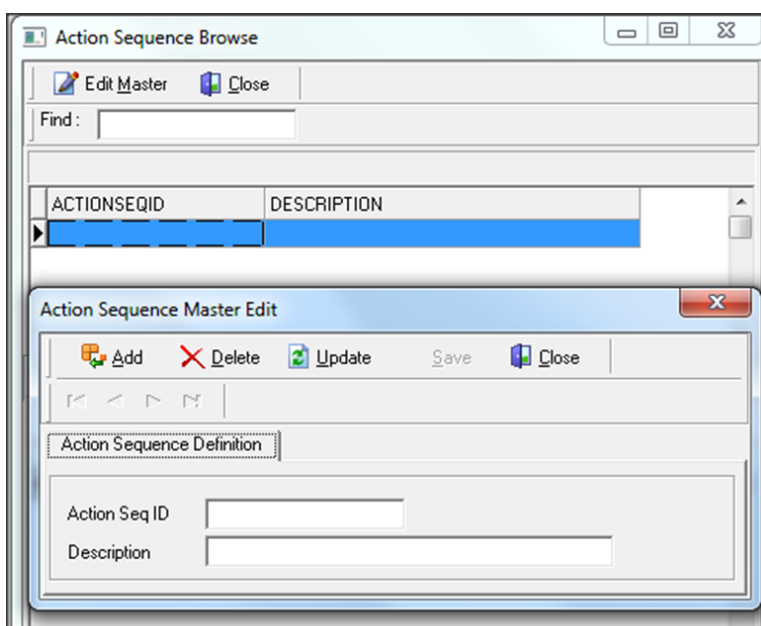 Action Sequence Browse
Edit Master Close
Find :
ACTIONSEQID DESCRIPTION
Action Sequence Master Edit
Add Delete Update Save Close
Action Sequence Definition
Action Seq ID
Description